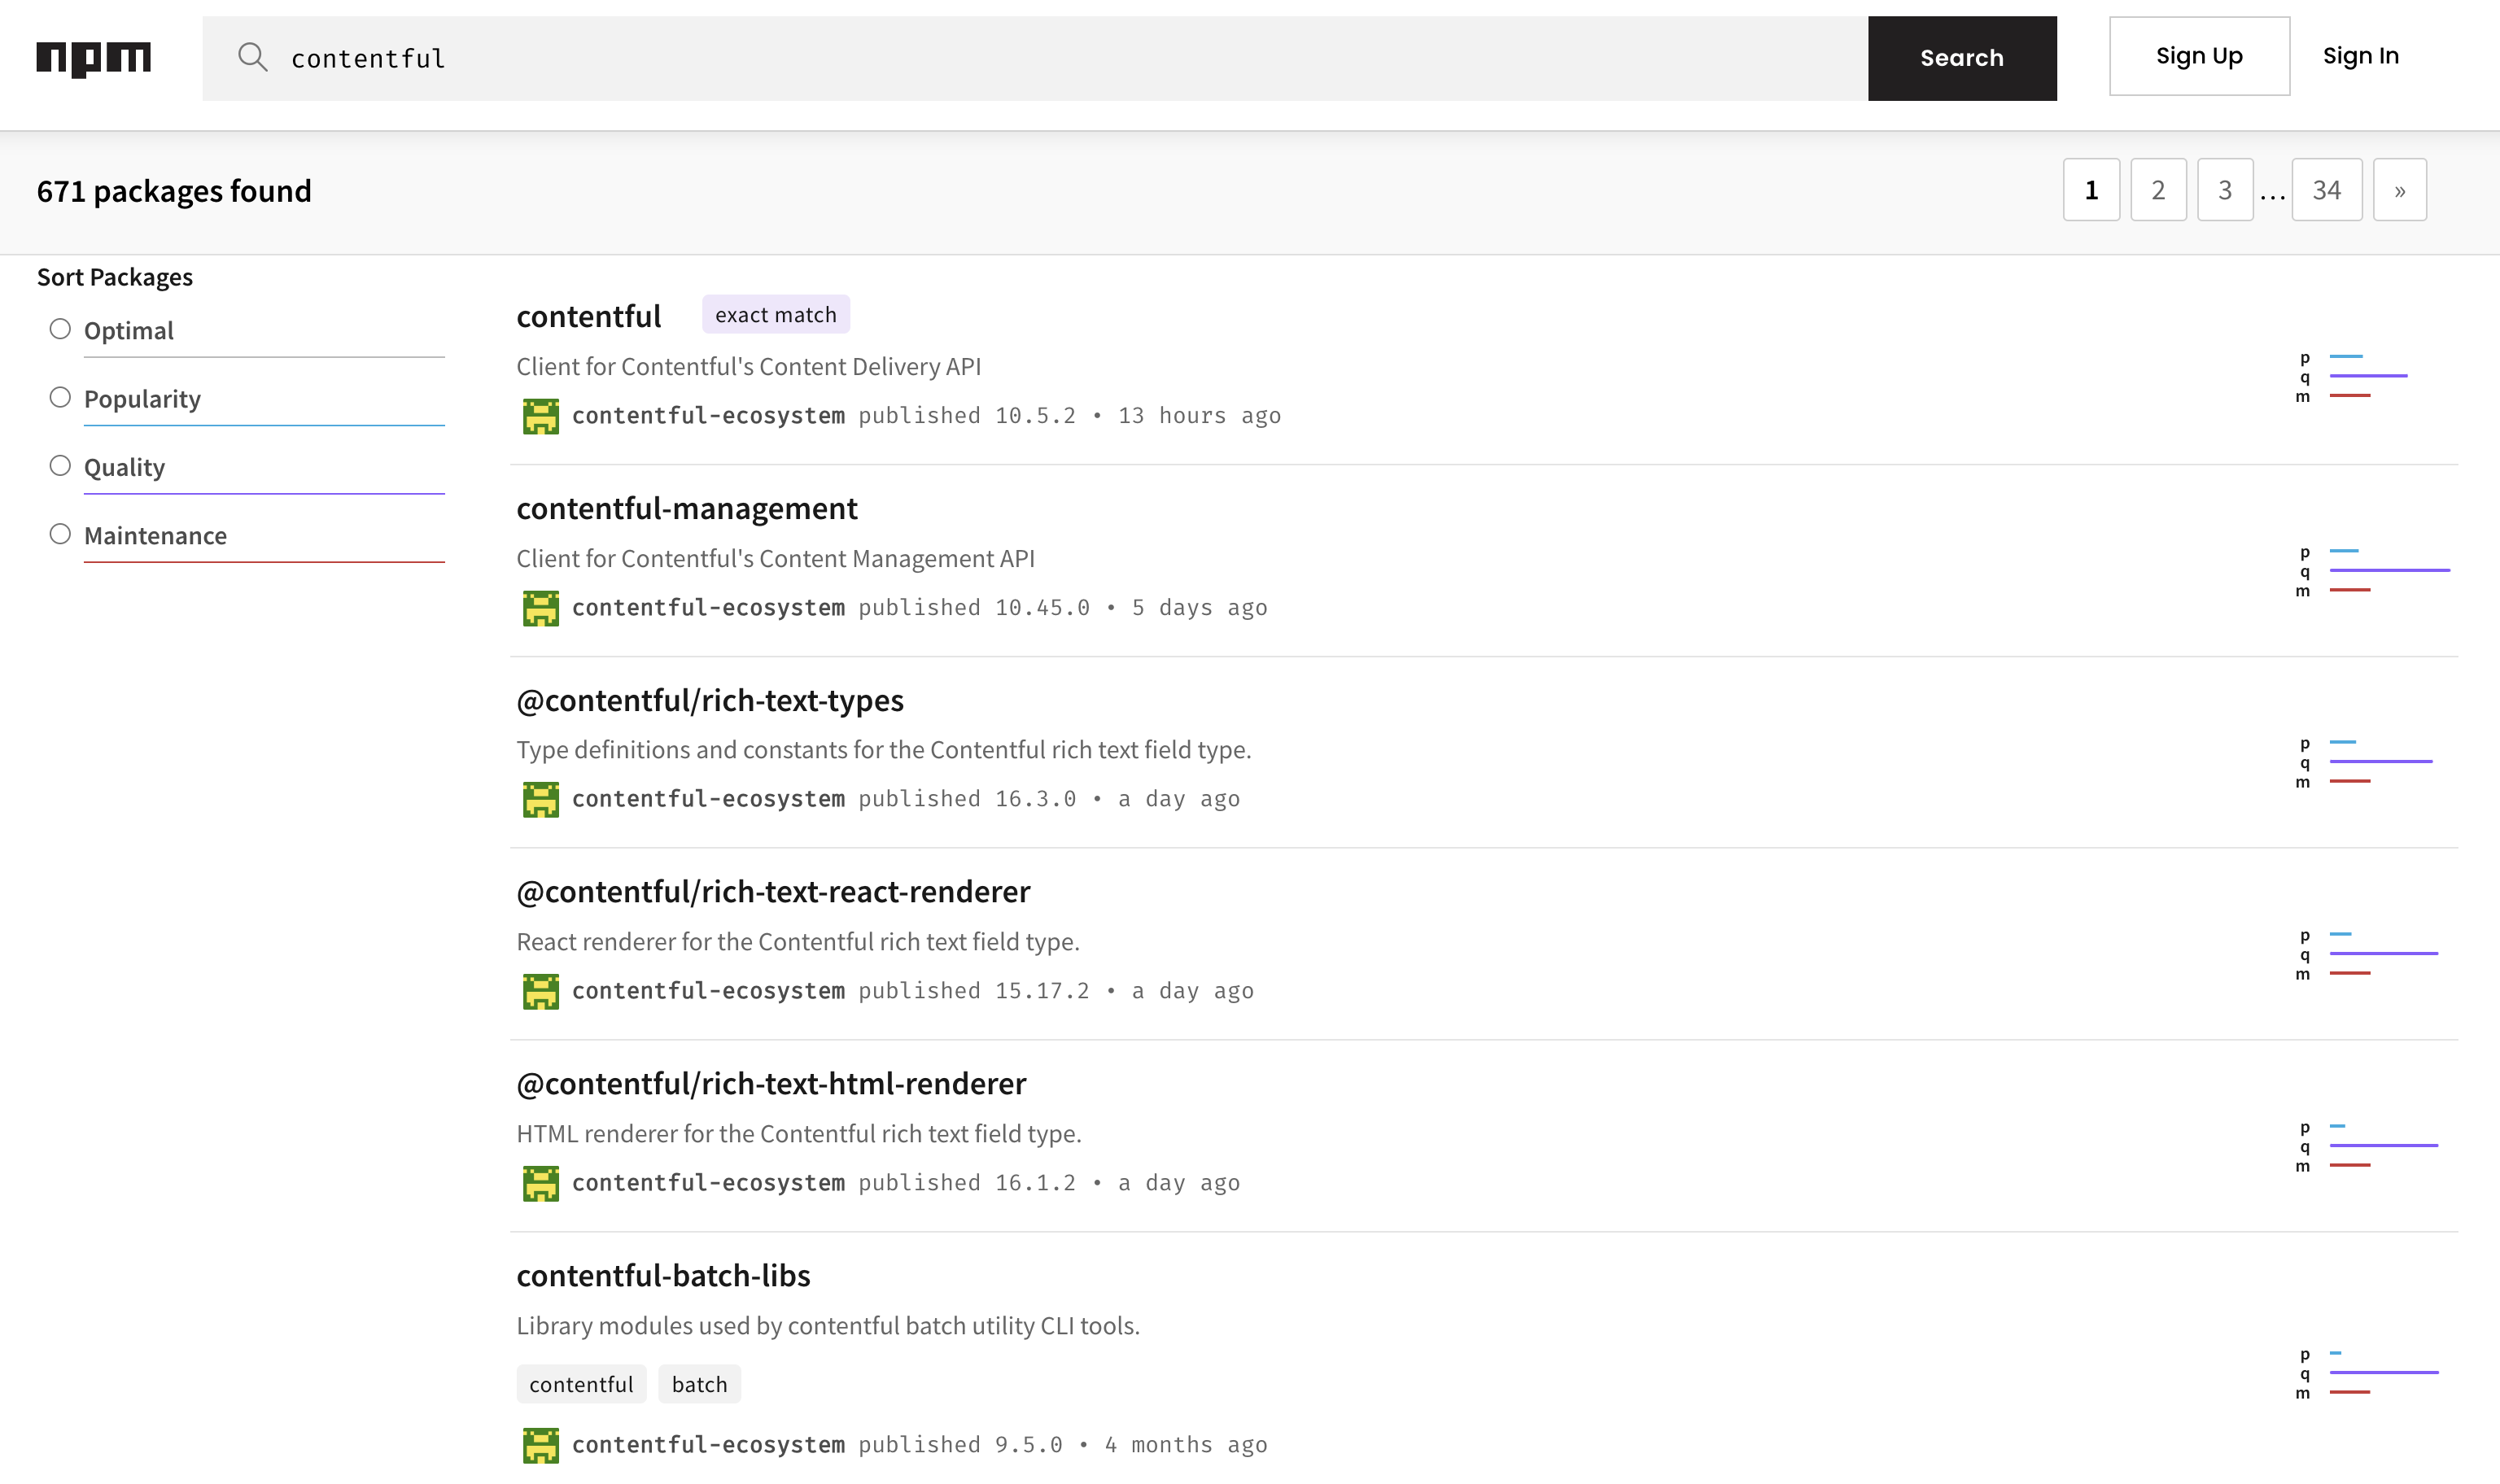 npm
contentful
Search
Sign Up
Sign In
671 packages found
1 2 3 ... 34 »
Sort Packages
Optimal
Popularity
Quality
Maintenance
contentful exact match
Client for Contentful's Content Delivery API
contentful-ecosystem published 10.5.2 • 13 hours ago
p
q
m
contentful-management
Client for Contentful's Content Management API
contentful-ecosystem published 10.45.0 • 5 days ago
p
q
m
@contentful/rich-text-types
Type definitions and constants for the Contentful rich text field type.
contentful-ecosystem published 16.3.0 • a day ago
p
q
m
@contentful/rich-text-react-renderer
React renderer for the Contentful rich text field type.
contentful-ecosystem published 15.17.2 • a day ago
p
q
m
@contentful/rich-text-html-renderer
HTML renderer for the Contentful rich text field type.
contentful-ecosystem published 16.1.2 • a day ago
p
q
m
contentful-batch-libs
Library modules used by contentful batch utility CLI tools.
contentful batch
contentful-ecosystem published 9.5.0 • 4 months ago
p
q
m